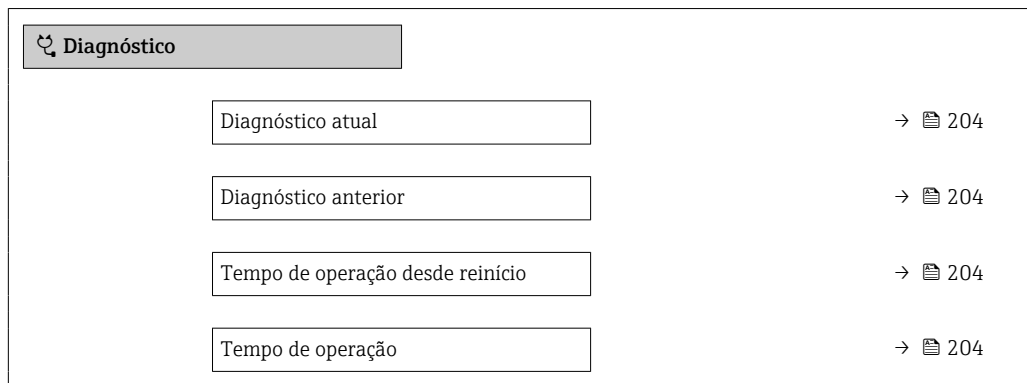 Diagnóstico
Diagnóstico atual → 204
Diagnóstico anterior → 204
Tempo de operação desde reinício → 204
Tempo de operação → 204